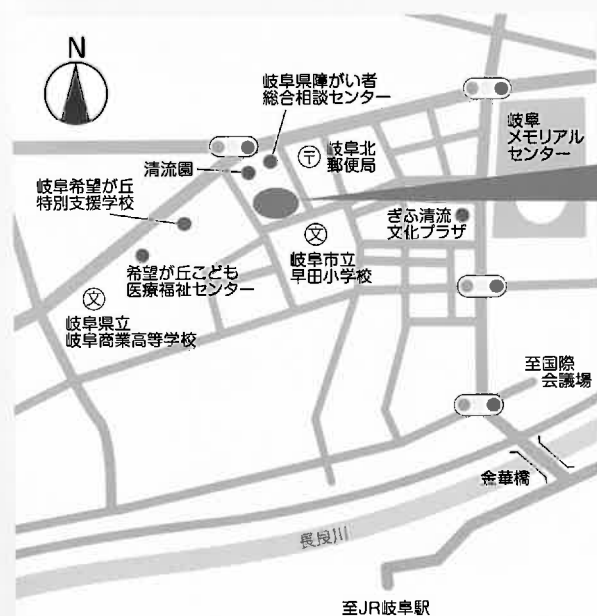 N
岐阜県障がい者
総合相談センター
岐阜
メモリアル
センター
〒
岐阜北
郵便局
清流園
岐阜希望が丘
特別支援学校
ぎふ清流
文化プラザ
文
岐阜市立
早田小学校
希望が丘こども
医療福祉センター
文
岐阜県立
岐阜商業高等学校
至国際
会議場
金華橋
長良川
至JR岐阜駅